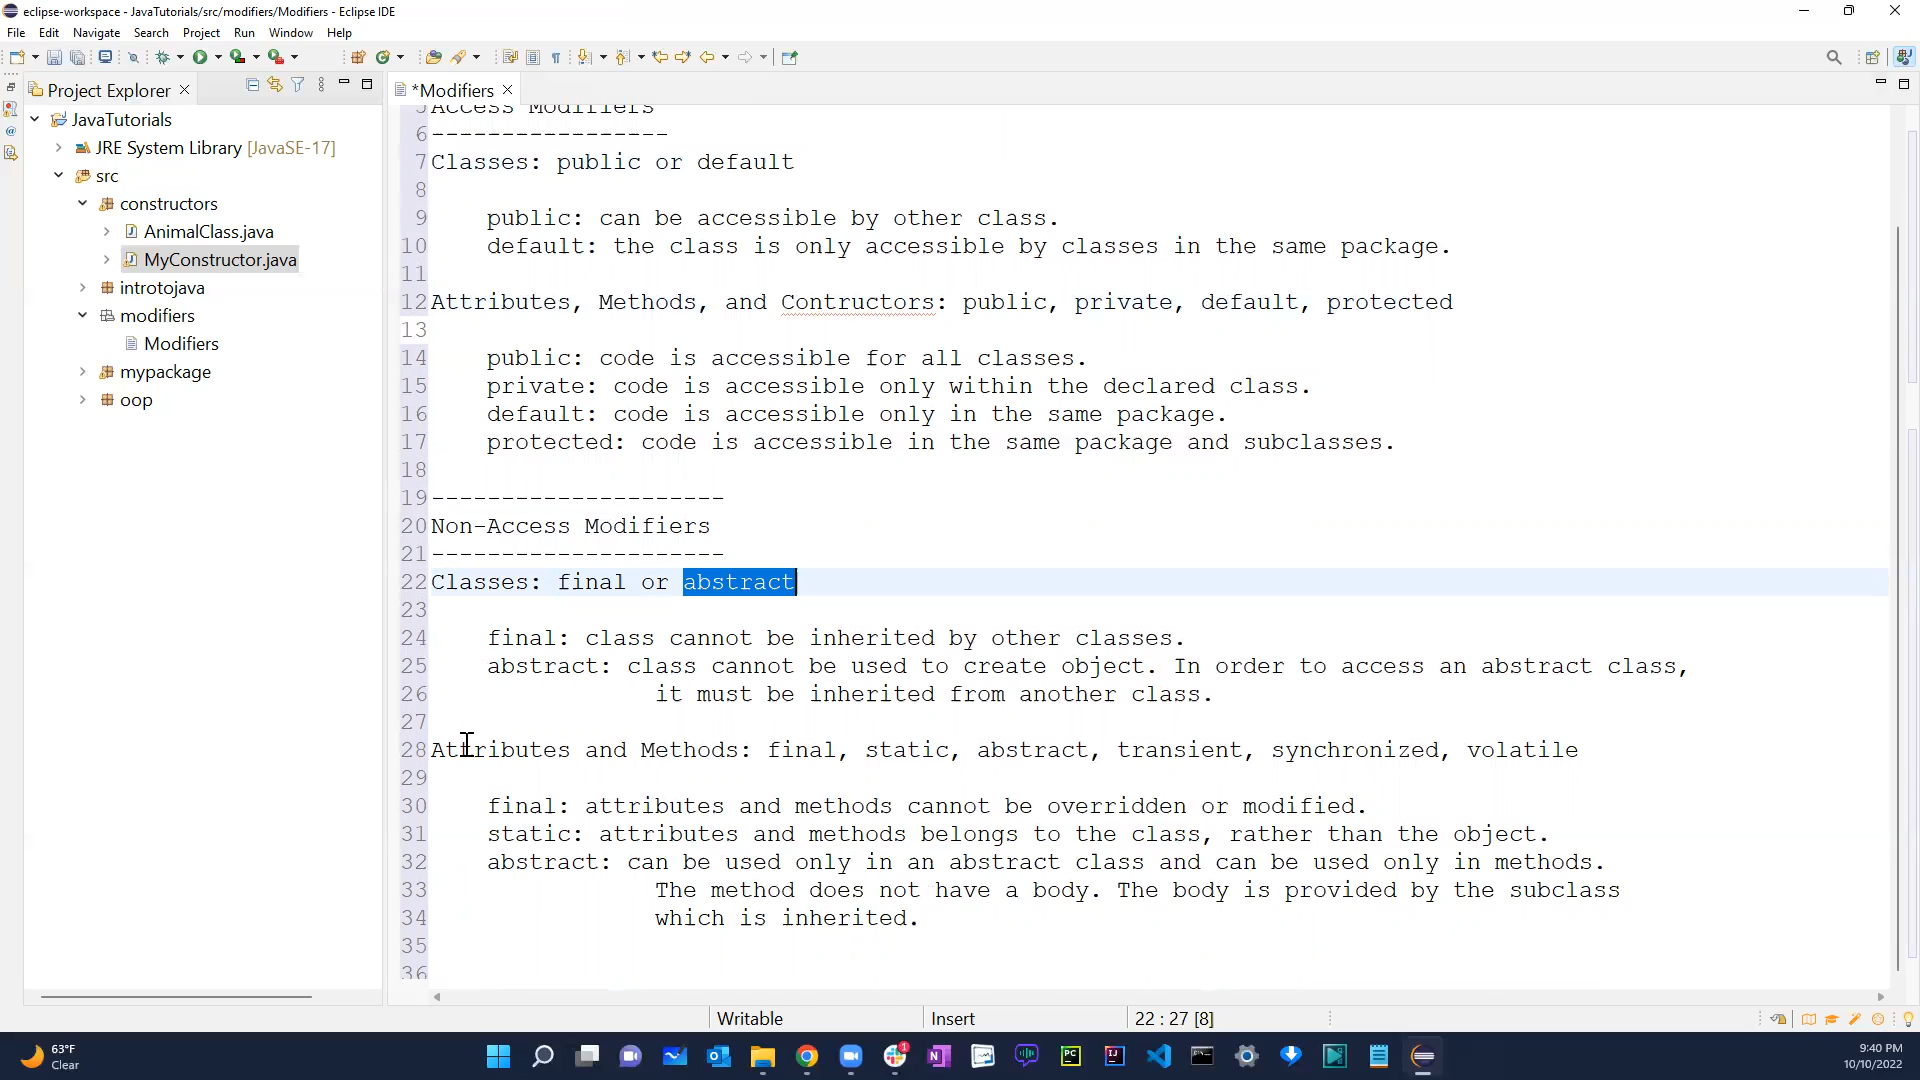 eclipse-workspace - JavaTutorials/src/modifiers/Modifiers - Eclipse IDE
File Edit Navigate Search Project Run Window Help
Project Explorer
*Modifiers
JavaTutorials
JRE System Library [JavaSE-17]
src
constructors
AnimalClass.java
MyConstructor.java
introtojava
modifiers
Modifiers
mypackage
oop
5 Access Modifiers
6 -----------------
7 Classes: public or default
8
9 public: can be accessible by other class.
10 default: the class is only accessible by classes in the same package.
11
12 Attributes, Methods, and Contructors: public, private, default, protected
13
14 public: code is accessible for all classes.
15 private: code is accessible only within the declared class.
16 default: code is accessible only in the same package.
17 protected: code is accessible in the same package and subclasses.
18
19 ---------------------
20 Non-Access Modifiers
21 ---------------------
22 Classes: final or abstract
23
24 final: class cannot be inherited by other classes.
25 abstract: class cannot be used to create object. In order to access an abstract class,
26 it must be inherited from another class.
27
28 Attributes and Methods: final, static, abstract, transient, synchronized, volatile
29
30 final: attributes and methods cannot be overridden or modified.
31 static: attributes and methods belongs to the class, rather than the object.
32 abstract: can be used only in an abstract class and can be used only in methods.
33 The method does not have a body. The body is provided by the subclass
34 which is inherited.
35
36
Writable Insert 22 : 27 [8]
63°F
Clear
1
PC
IJ
9:40 PM
10/10/2022